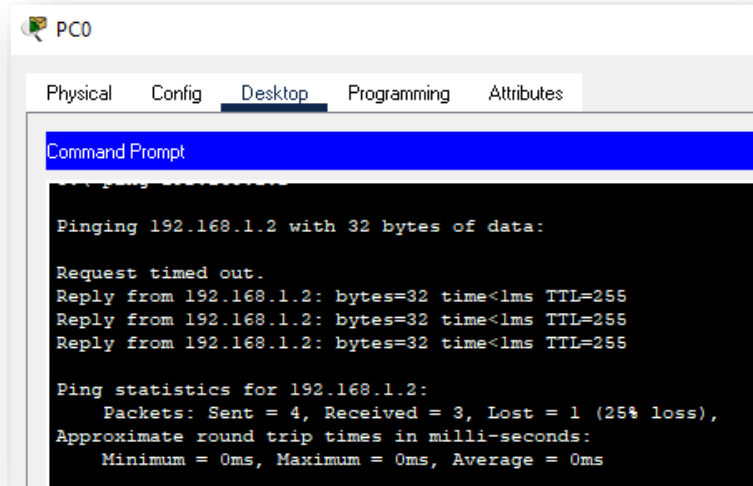 PC0
Physical Config Desktop Programming Attributes
Command Prompt
Pinging 192.168.1.2 with 32 bytes of data:
Request timed out.
Reply from 192.168.1.2: bytes=32 time<1ms TTL=255
Reply from 192.168.1.2: bytes=32 time<1ms TTL=255
Reply from 192.168.1.2: bytes=32 time<1ms TTL=255
Ping statistics for 192.168.1.2:
Packets: Sent = 4, Received = 3, Lost = 1 (25% loss),
Approximate round trip times in milli-seconds:
Minimum = 0ms, Maximum = 0ms, Average = 0ms